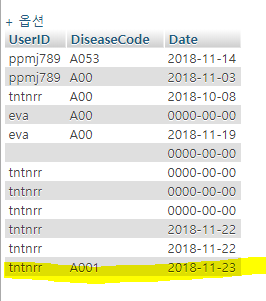 + 옵션
UserID DiseaseCode Date
ppmj789 A053 2018-11-14
ppmj789 A00 2018-11-03
tntnrr A00 2018-10-08
eva A00 0000-00-00
eva A00 2018-11-19
0000-00-00
tntnrr 0000-00-00
tntnrr 0000-00-00
tntnrr 0000-00-00
tntnrr 2018-11-22
tntnrr 2018-11-22
tntnrr A001 2018-11-23